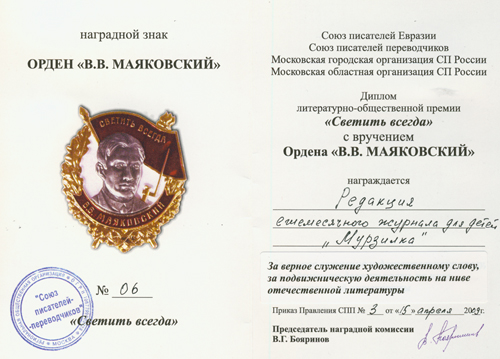 наградной знак
ОРДЕН «В.В. МАЯКОВСКИЙ»
СВЕТИТЬ ВСЕГДА
В.В. МАЯКОВСКИЙ
№ 06
"Союз
писателей-
переводчиков"
«Светить всегда»
Союз писателей Евразии
Союз писателей переводчиков
Московская городская организация СП России
Московская областная организация СП России
Диплом
литературно-общественной премии
«Светить всегда»
с вручением
Ордена «В.В. МАЯКОВСКИЙ»
награждается
Редакция
ежемесячного журнала для детей
„Мурзилка"
За верное служение художественному слову,
за подвижническую деятельность на ниве
отечественной литературы
Приказ Правления СПП № 3 от «15» апреля 2009г.
Председатель наградной комиссии
В.Г. Бояринов